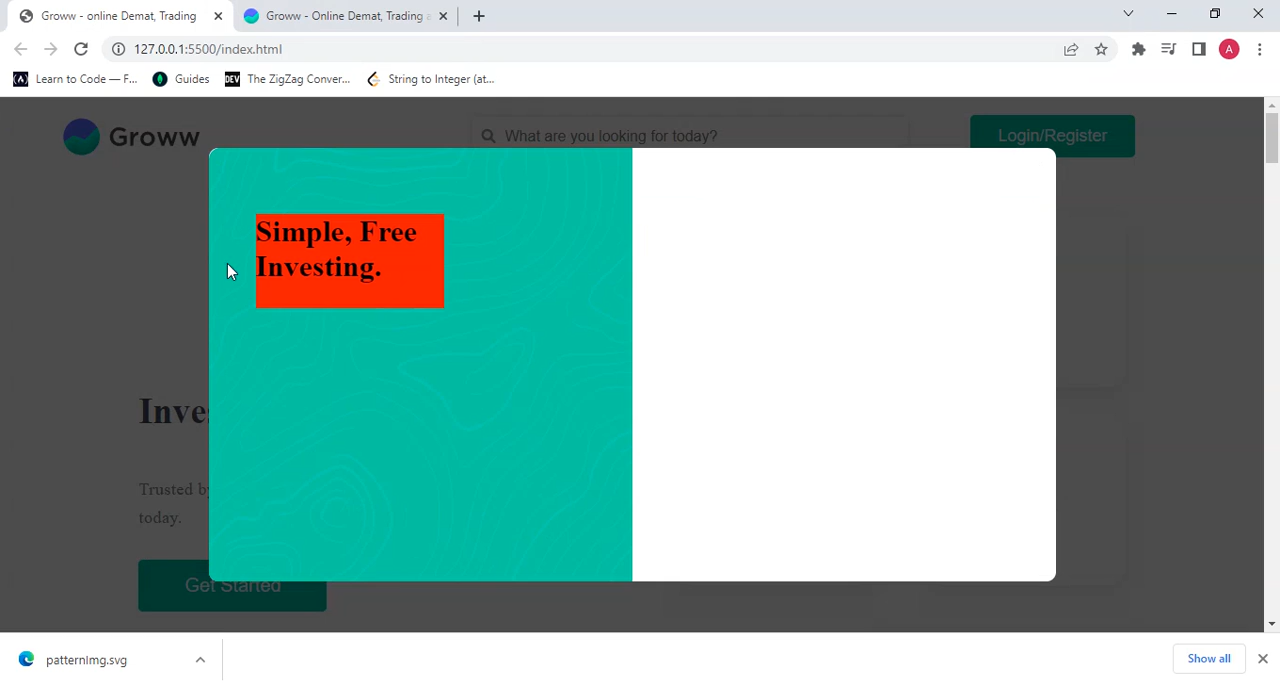 Groww - online Demat, Trading
Groww - Online Demat, Trading a
127.0.0.1:5500/index.html
A
Learn to Code — F...
Guides
DEV
The ZigZag Conver...
String to Integer (at...
Groww
What are you looking for today?
Login/Register
Simple, Free
Investing.
Inves
Trusted by
today.
Get Started
patternImg.svg
Show all